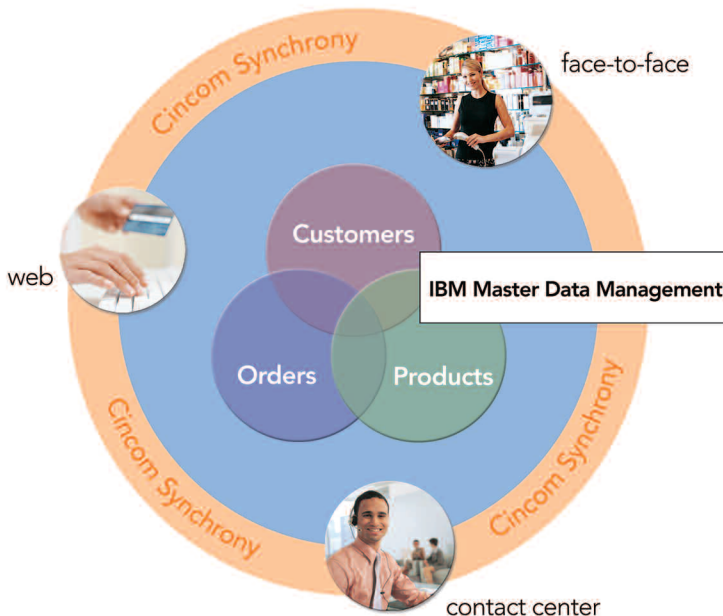 Cincom Synchrony
face-to-face
Customers
IBM Master Data Management
web
Orders
Products
Cincom Synchrony
Cincom Synchrony
contact center